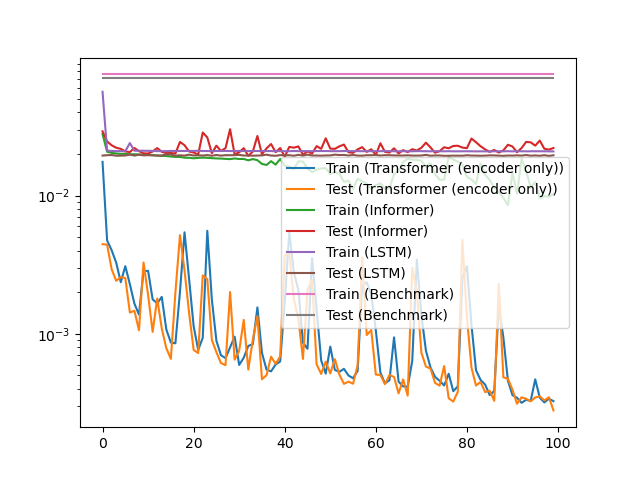 10⁻²
10⁻³
0
20
40
60
80
100
Train (Transformer (encoder only))
Test (Transformer (encoder only))
Train (Informer)
Test (Informer)
Train (LSTM)
Test (LSTM)
Train (Benchmark)
Test (Benchmark)